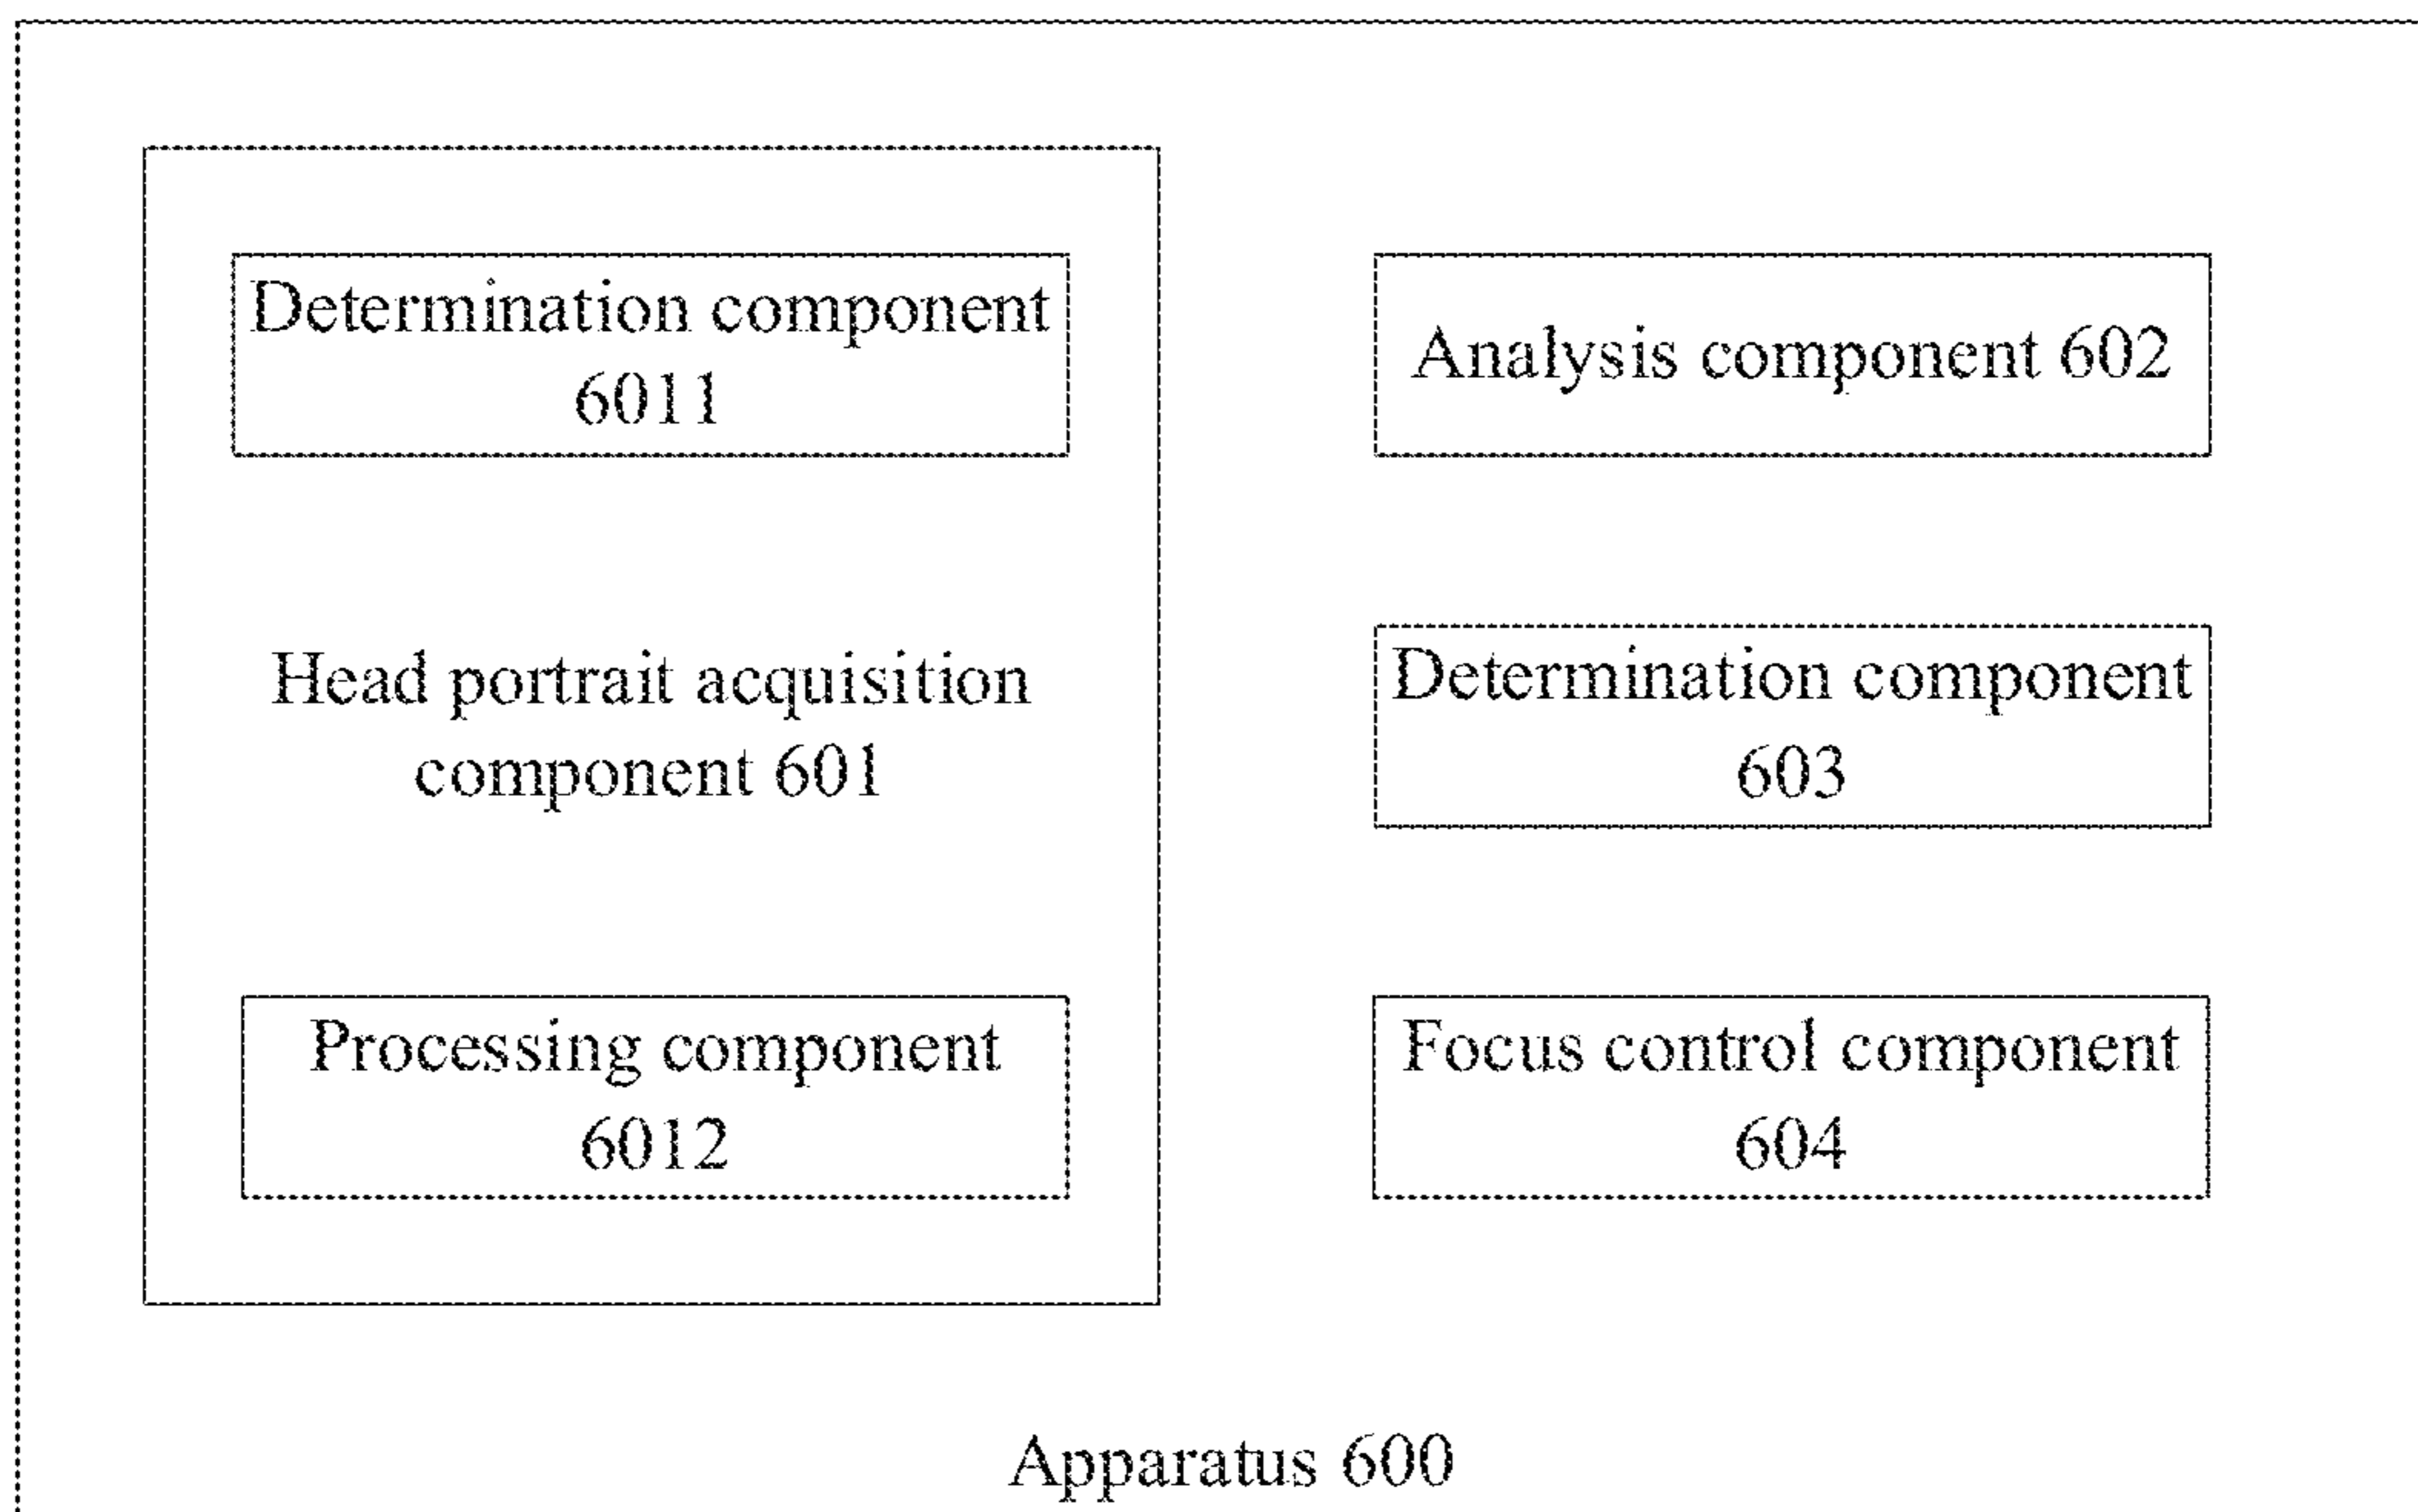 Determination component
6011
Head portrait acquisition
component 601
Processing component
6012
Analysis component 602
Determination component
603
Focus control component
604
Apparatus 600